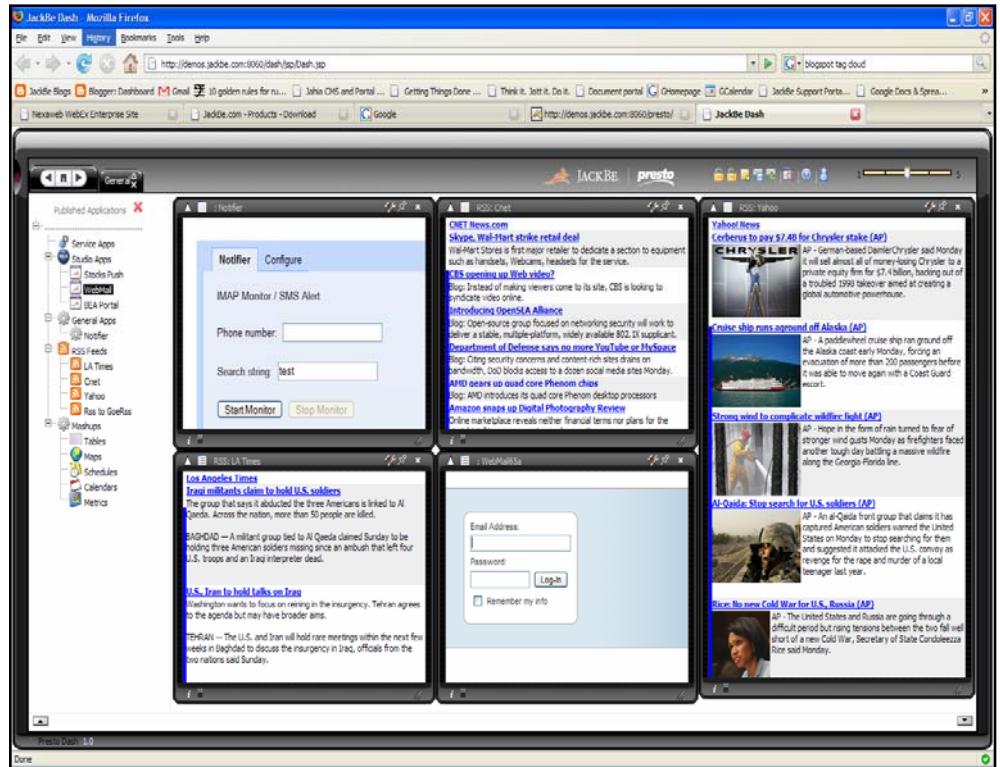 JackBe Dash - Mozilla Firefox
File Edit View History Bookmarks Tools Help
http://demos.jackbe.com:8060/dash/jsp/Dash.jsp
blogspot tag cloud
JackBe Blogs Blogger: Dashboard Gmail 10 golden rules for ru... Jahia CMS and Portal ... Getting Things Done ... Think it. Jott it. Do it. Document portal GHomepage GCalendar JackBe Support Porta... Google Docs & Sprea...
Nexaweb WebEx Enterprise Site JackBe.com - Products - Download Google http://demos.jackbe.com:8060/presto/ JackBe Dash
General
JACKBE presto
1 5
Published Applications
Service Apps
Studio Apps
Stocks Push
WebMail
BEA Portal
General Apps
Notifier
RSS Feeds
LA Times
Cnet
Yahoo
Rss to GeoRss
Mashups
Tables
Maps
Schedules
Calendars
Metrics
: Notifier
Notifier Configure
IMAP Monitor / SMS Alert
Phone number:
Search string: test
Start Monitor Stop Monitor
RSS: Cnet
CNET News.com
Skype, Wal-Mart strike retail deal
Wal-Mart Stores is first major retailer to dedicate a section to equipment
such as handsets, Webcams, headsets for the service.
CBS opening up Web video?
Blog: Instead of making viewers come to its site, CBS is looking to
syndicate video online.
Introducing OpenSEA Alliance
Blog: Open-source group focused on networking security will work to
deliver a stable, multiple-platform, widely available 802.1X supplicant.
Department of Defense says no more YouTube or MySpace
Blog: Citing security concerns and content-rich sites drains on
bandwidth, DoD blocks access to a dozen social media sites Monday.
AMD gears up quad core Phenom chips
Blog: AMD introduces its quad core Phenom desktop processors
Amazon snaps up Digital Photography Review
Online marketplace reveals neither financial terms nor plans for the
RSS: Yahoo
Yahoo! News
Cerberus to pay $7.4B for Chrysler stake (AP)
CHRYSLER
AP - German-based DaimlerChrysler said Monday
it will sell almost all of money-losing Chrysler to a
private equity firm for $7.4 billion, backing out of
a troubled 1998 takeover aimed at creating a
global automotive powerhouse.
Cruise ship runs aground off Alaska (AP)
AP - A paddlewheel cruise ship ran aground off
the Alaska coast early Monday, forcing an
evacuation of more than 200 passengers before
it was able to move again with a Coast Guard
escort.
Strong wind to complicate wildfire fight (AP)
AP - Hope in the form of rain turned to fear of
stronger wind gusts Monday as firefighters faced
another tough day battling a massive wildfire
along the Georgia-Florida line.
Al-Qaida: Stop search for U.S. soldiers (AP)
AP - An al-Qaida front group that claims it has
captured American soldiers warned the United
States on Monday to stop searching for them
and suggested it attacked the U.S. convoy as
revenge for the rape and murder of a local
teenager last year.
Rice: No new Cold War for U.S., Russia (AP)
AP - The United States and Russia are going through a
difficult period but rising tensions between the two fall well
short of a new Cold War, Secretary of State Condoleezza
Rice said Monday.
RSS: LA Times
Los Angeles Times
Iraqi militants claim to hold U.S. soldiers
The group that says it abducted the three Americans is linked to Al
Qaeda. Across the nation, more than 50 people are killed.
BAGHDAD — A militant group tied to Al Qaeda claimed Sunday to be
holding three American soldiers missing since an ambush that left four
U.S. troops and an Iraqi interpreter dead.
U.S., Iran to hold talks on Iraq
Washington wants to focus on reining in the insurgency. Tehran agrees
to the agenda but may have broader aims.
TEHRAN — The U.S. and Iran will hold rare meetings within the next few
weeks in Baghdad to discuss the insurgency in Iraq, officials from the
two nations said Sunday.
: WebMail65a
Email Address:
Password:
Log-in
Remember my info
Presto Dash 1.0
Done